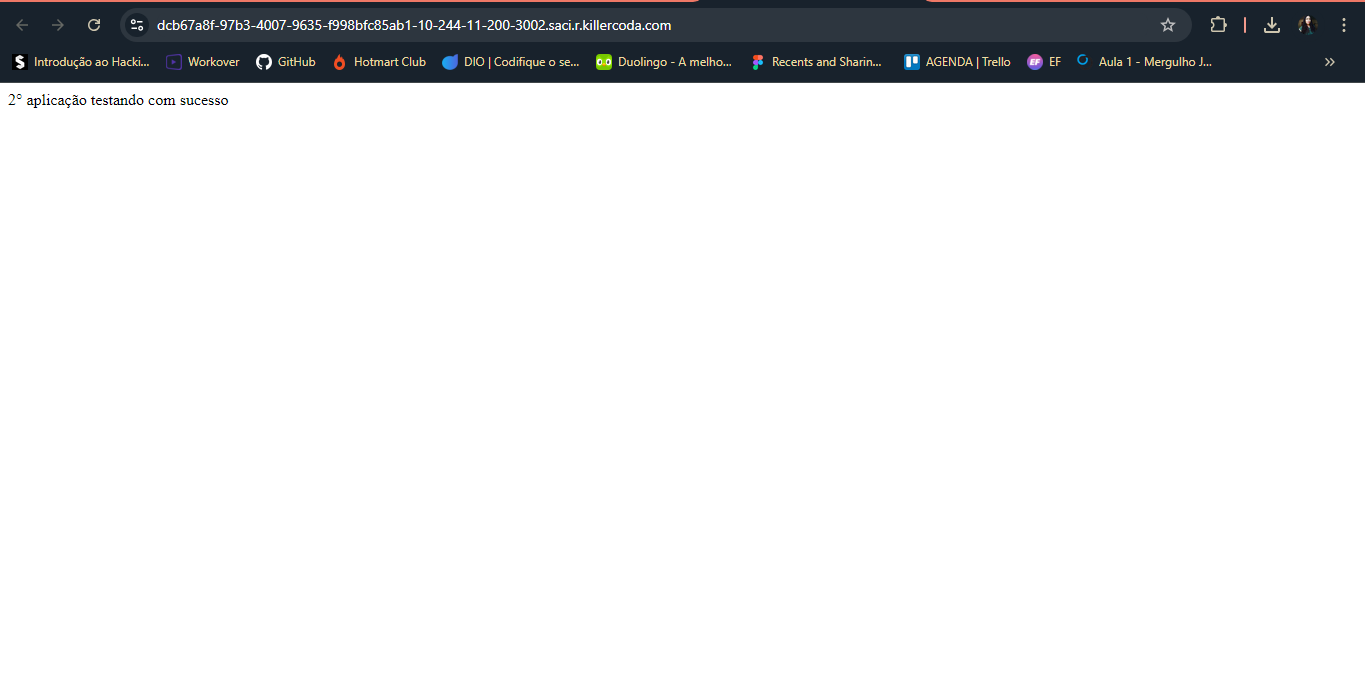 dcb67a8f-97b3-4007-9635-f998bfc85ab1-10-244-11-200-3002.saci.r.killercoda.com
Introdução ao Hacki... Workover GitHub Hotmart Club DIO | Codifique o se... Duolingo - A melho... Recents and Sharin... AGENDA | Trello EF EF Aula 1 - Mergulho J...
2° aplicação testando com sucesso